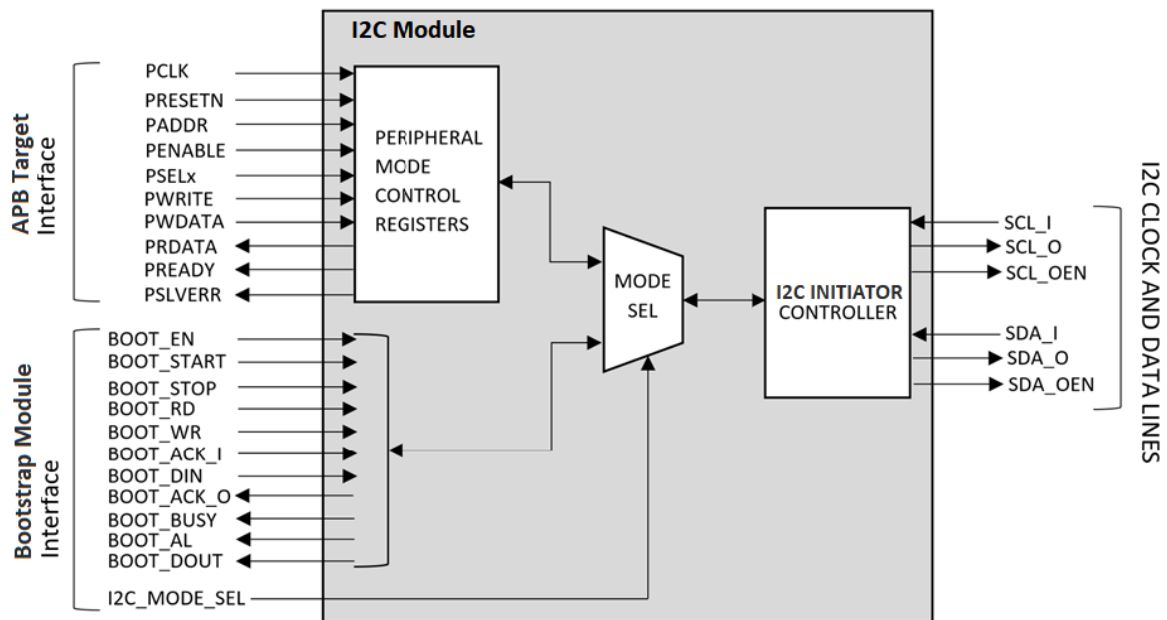 I2C Module
APB Target
Interface
PCLK
PRESETN
PADDR
PENABLE
PSELx
PWRITE
PWDATA
PRDATA
PREADY
PSLVERR
PERIPHERAL
MODE
CONTROL
REGISTERS
Bootstrap Module
Interface
BOOT_EN
BOOT_START
BOOT_STOP
BOOT_RD
BOOT_WR
BOOT_ACK_I
BOOT_DIN
BOOT_ACK_O
BOOT_BUSY
BOOT_AL
BOOT_DOUT
I2C_MODE_SEL
MODE
SEL
I2C INITIATOR
CONTROLLER
SCL_I
SCL_O
SCL_OEN
SDA_I
SDA_O
SDA_OEN
I2C CLOCK AND DATA LINES